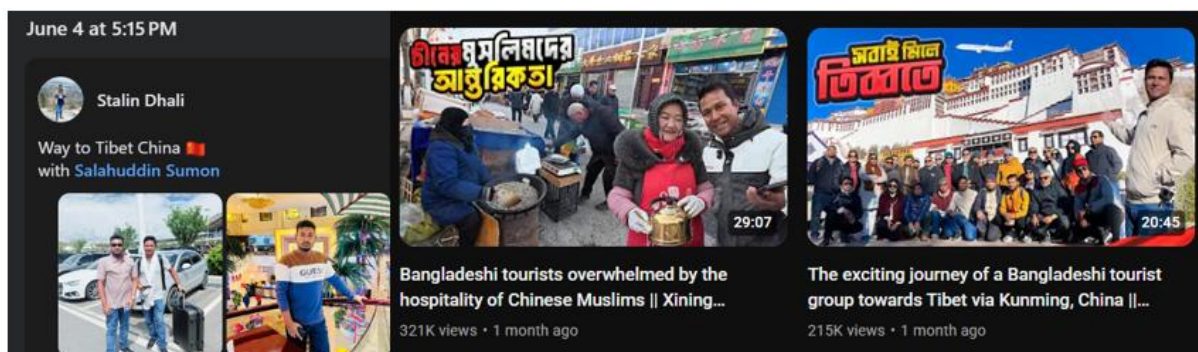 June 4 at 5:15 PM
Stalin Dhali
Way to Tibet China 🇨🇳
with Salahuddin Sumon
GUESS
চীনের মুসলিমদের
আন্তরিকতা
29:07
Bangladeshi tourists overwhelmed by the
hospitality of Chinese Muslims || Xining...
321K views • 1 month ago
সবাই মিলে
তিব্বতে
20:45
The exciting journey of a Bangladeshi tourist
group towards Tibet via Kunming, China ||...
215K views • 1 month ago